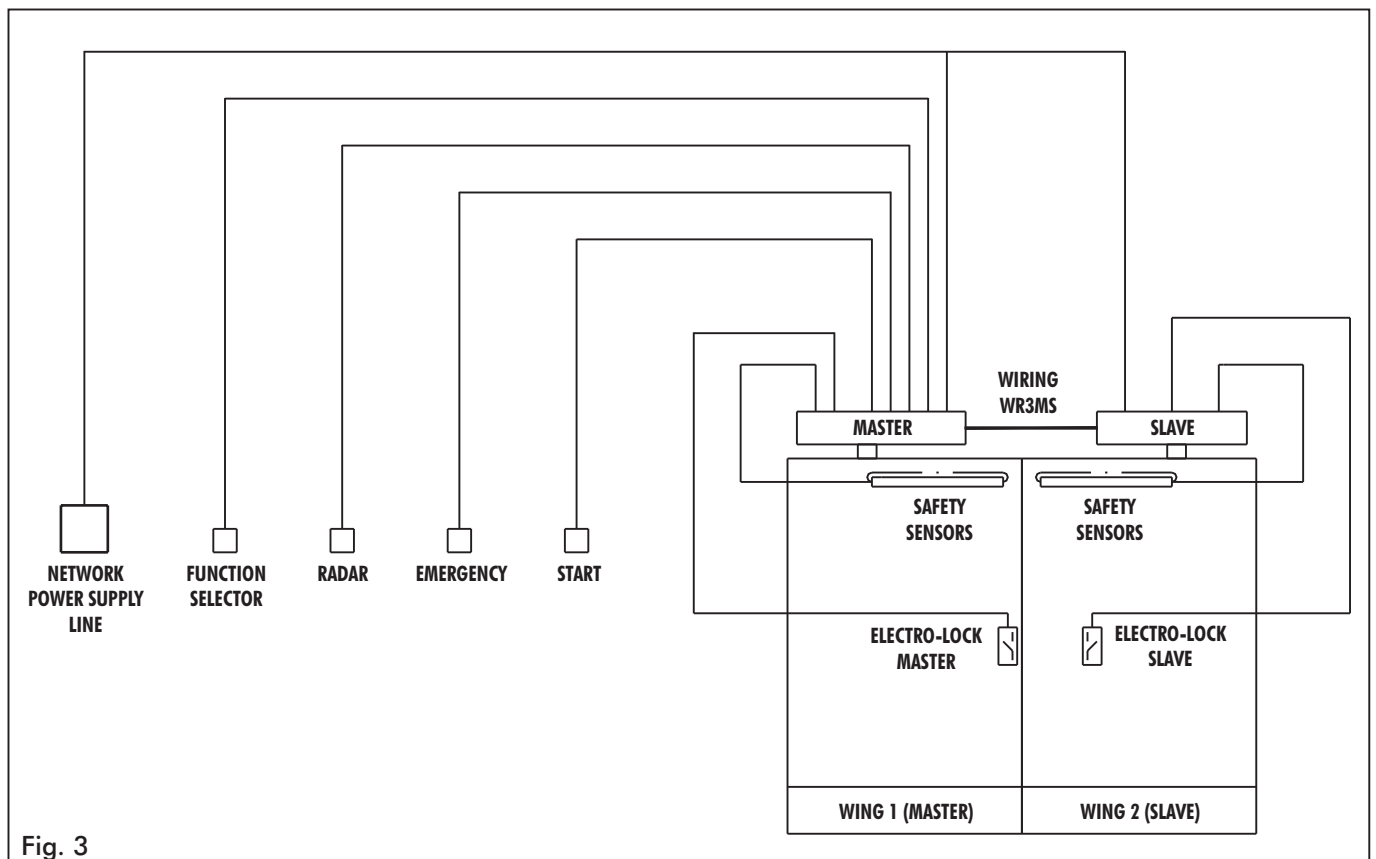 WIRING
WR3MS
MASTER
SLAVE
SAFETY
SENSORS
SAFETY
SENSORS
NETWORK
POWER SUPPLY
LINE
FUNCTION
SELECTOR
RADAR
EMERGENCY
START
ELECTRO-LOCK
MASTER
ELECTRO-LOCK
SLAVE
WING 1 (MASTER)
WING 2 (SLAVE)
Fig. 3